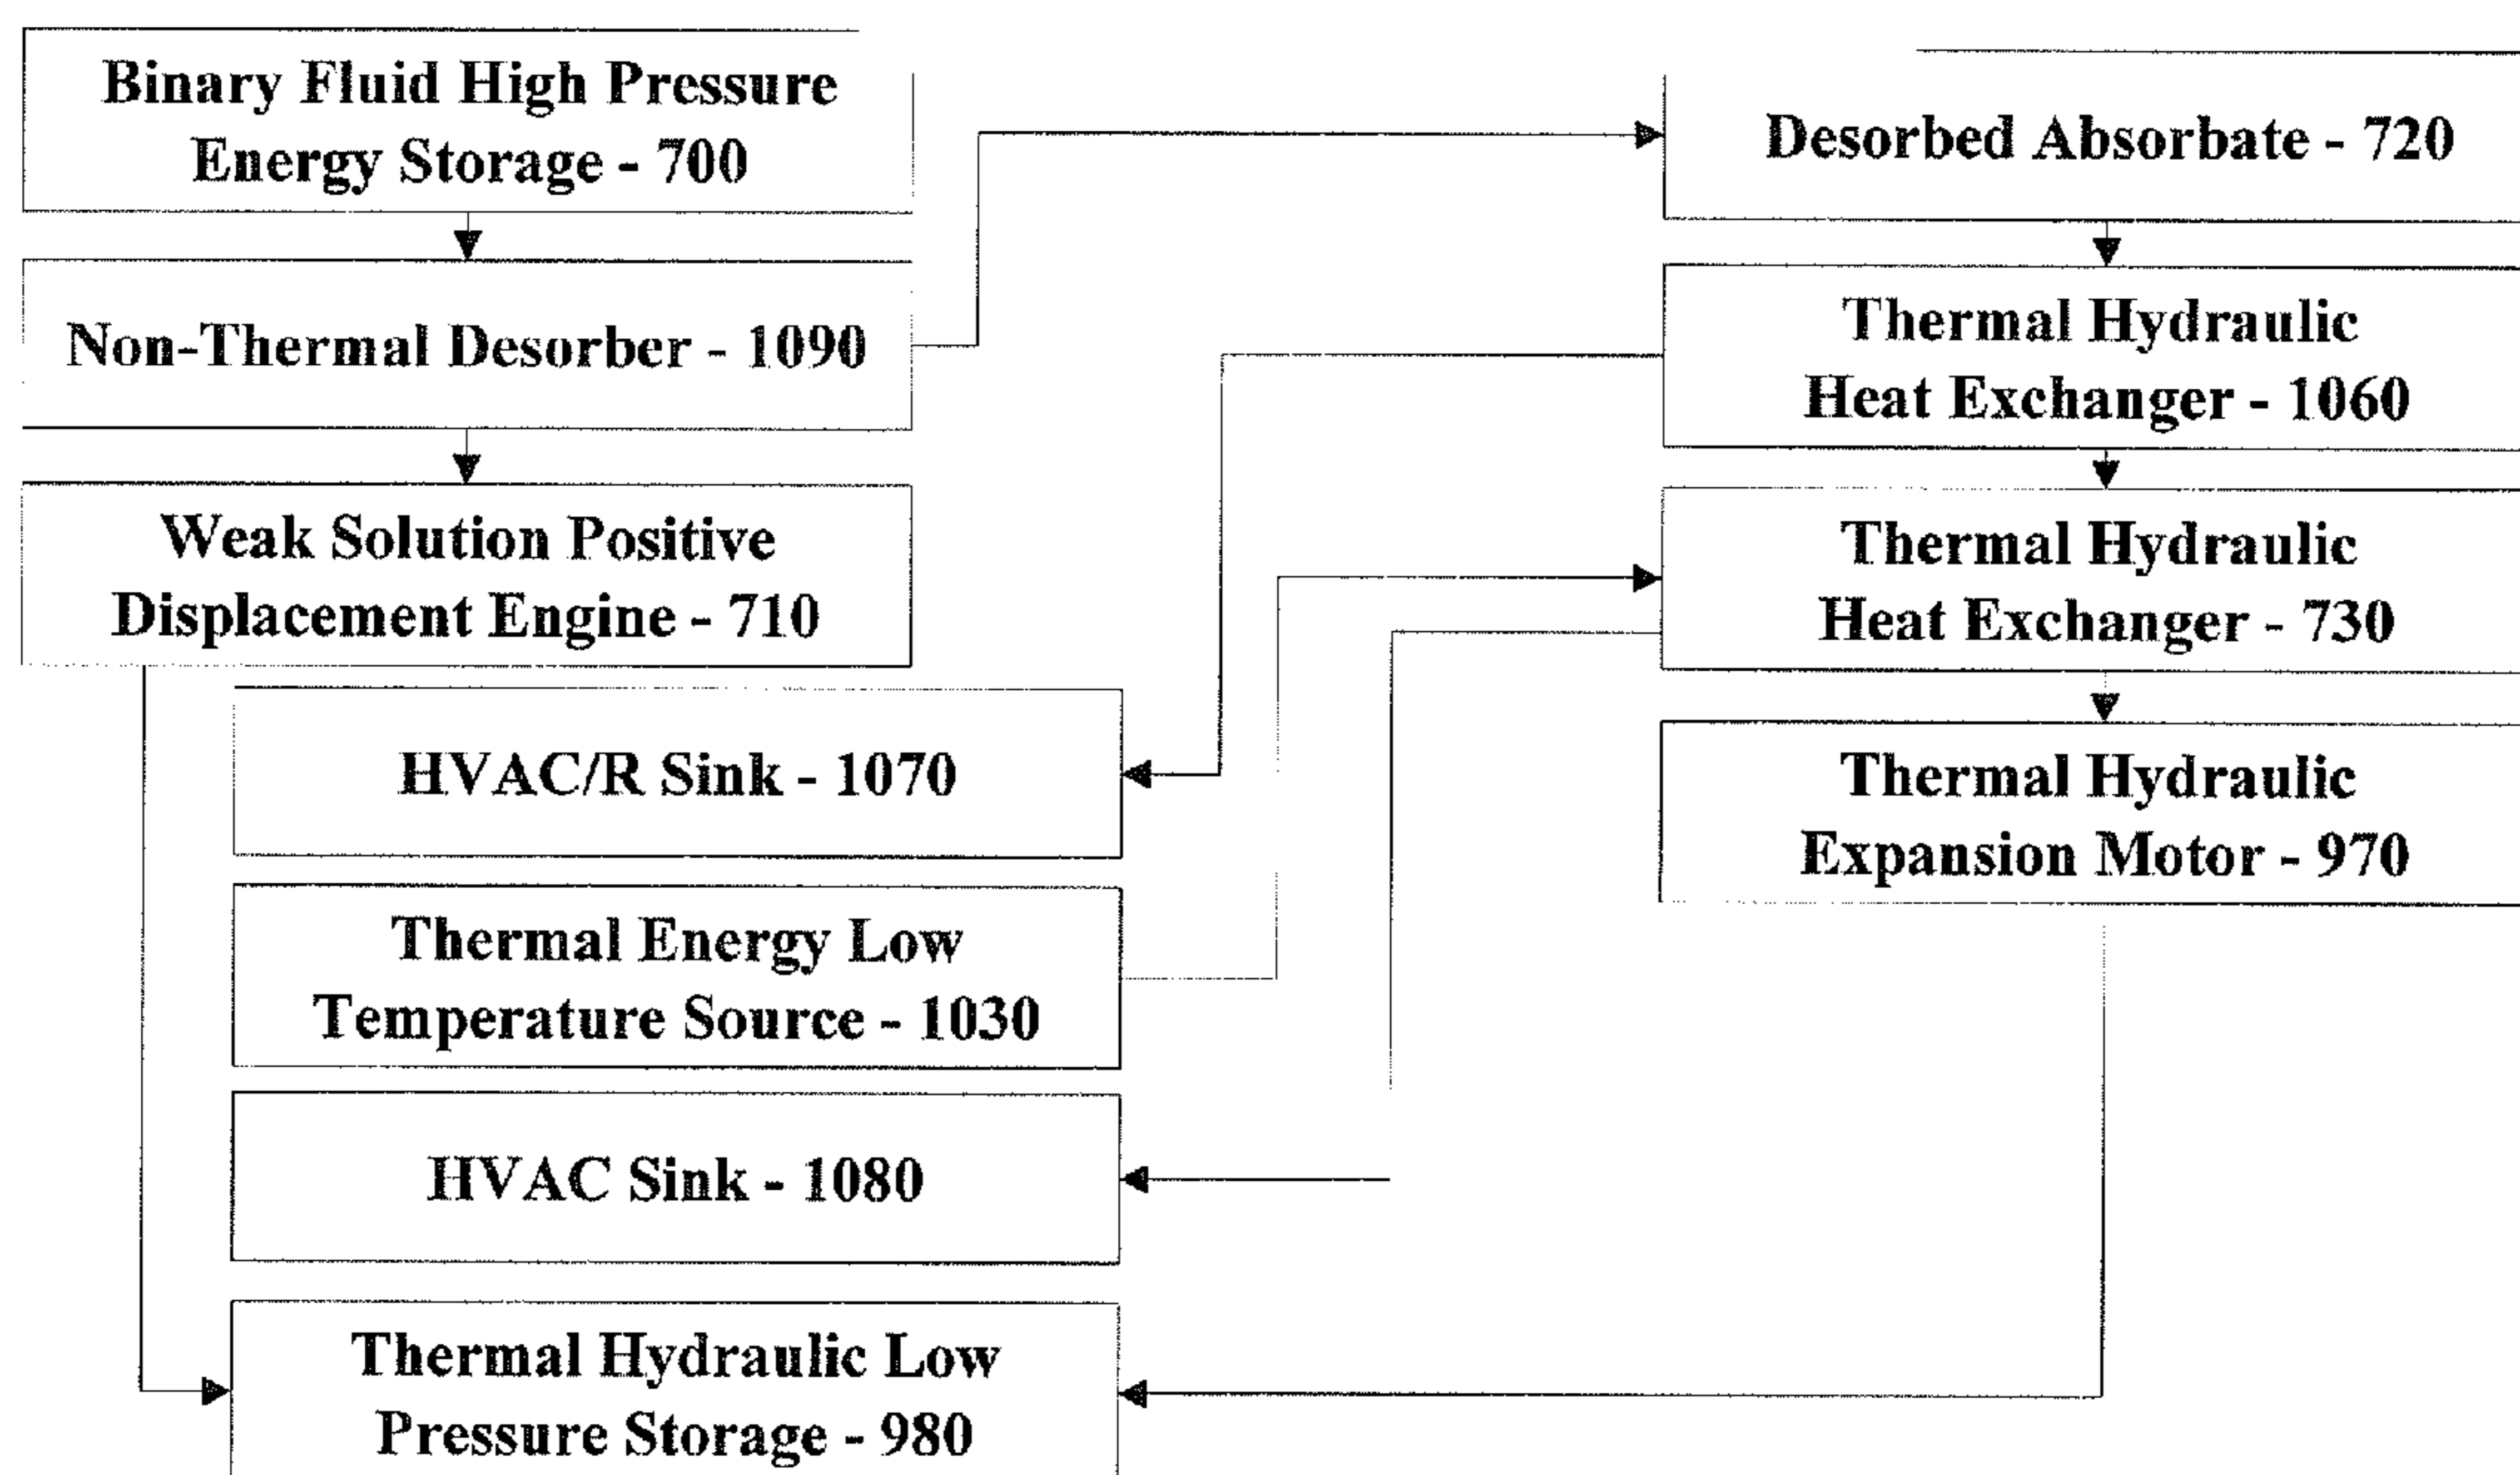 Binary Fluid High Pressure
Energy Storage - 700
Non-Thermal Desorber - 1090
Weak Solution Positive
Displacement Engine - 710
HVAC/R Sink - 1070
Thermal Energy Low
Temperature Source - 1030
HVAC Sink - 1080
Thermal Hydraulic Low
Pressure Storage - 980
Desorbed Absorbate - 720
Thermal Hydraulic
Heat Exchanger - 1060
Thermal Hydraulic
Heat Exchanger - 730
Thermal Hydraulic
Expansion Motor - 970